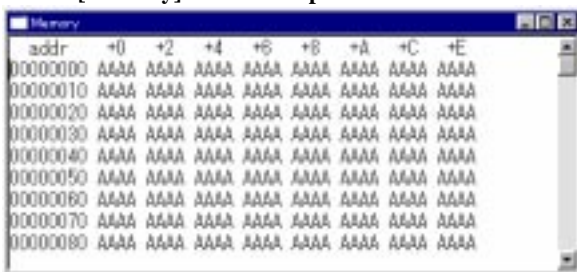 Memory
addr +0 +2 +4 +6 +8 +A +C +E
00000000 AAAA AAAA AAAA AAAA AAAA AAAA AAAA AAAA
00000010 AAAA AAAA AAAA AAAA AAAA AAAA AAAA AAAA
00000020 AAAA AAAA AAAA AAAA AAAA AAAA AAAA AAAA
00000030 AAAA AAAA AAAA AAAA AAAA AAAA AAAA AAAA
00000040 AAAA AAAA AAAA AAAA AAAA AAAA AAAA AAAA
00000050 AAAA AAAA AAAA AAAA AAAA AAAA AAAA AAAA
00000060 AAAA AAAA AAAA AAAA AAAA AAAA AAAA AAAA
00000070 AAAA AAAA AAAA AAAA AAAA AAAA AAAA AAAA
00000080 AAAA AAAA AAAA AAAA AAAA AAAA AAAA AAAA